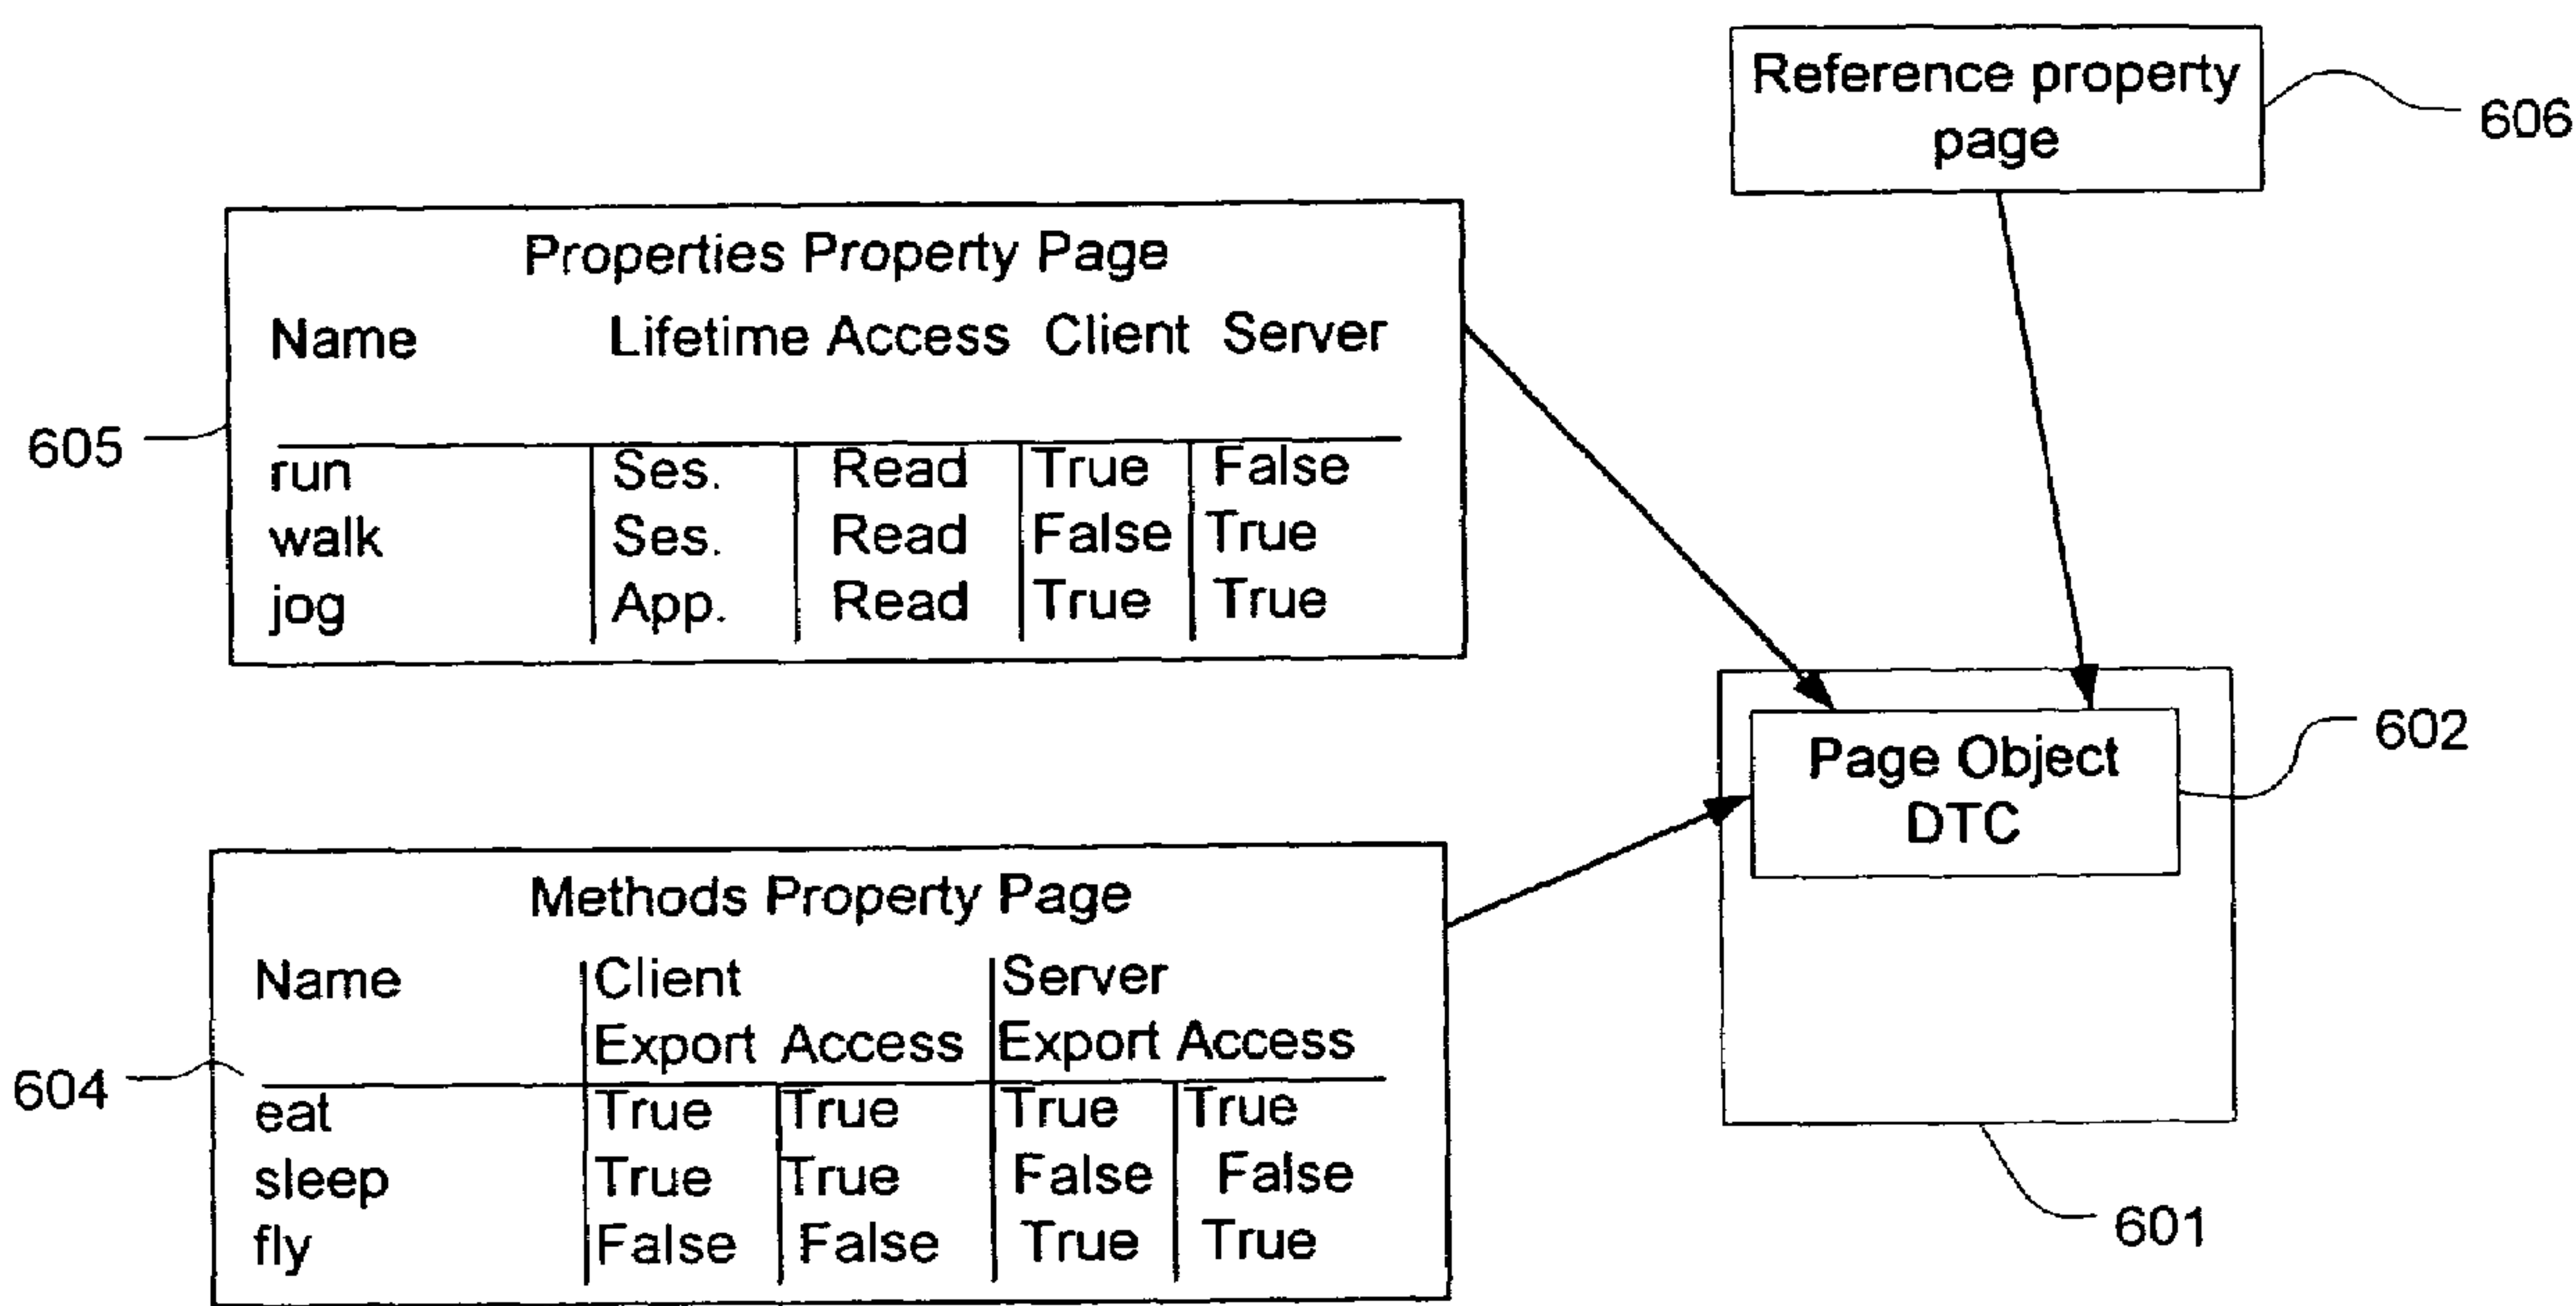 Reference property
page
606
Properties Property Page
Name Lifetime Access Client Server
605
run Ses. Read True False
walk Ses. Read False True
jog App. Read True True
Page Object
DTC
602
Methods Property Page
Name Client Server
Export Access Export Access
604
eat True True True True
sleep True True False False
fly False False True True
601